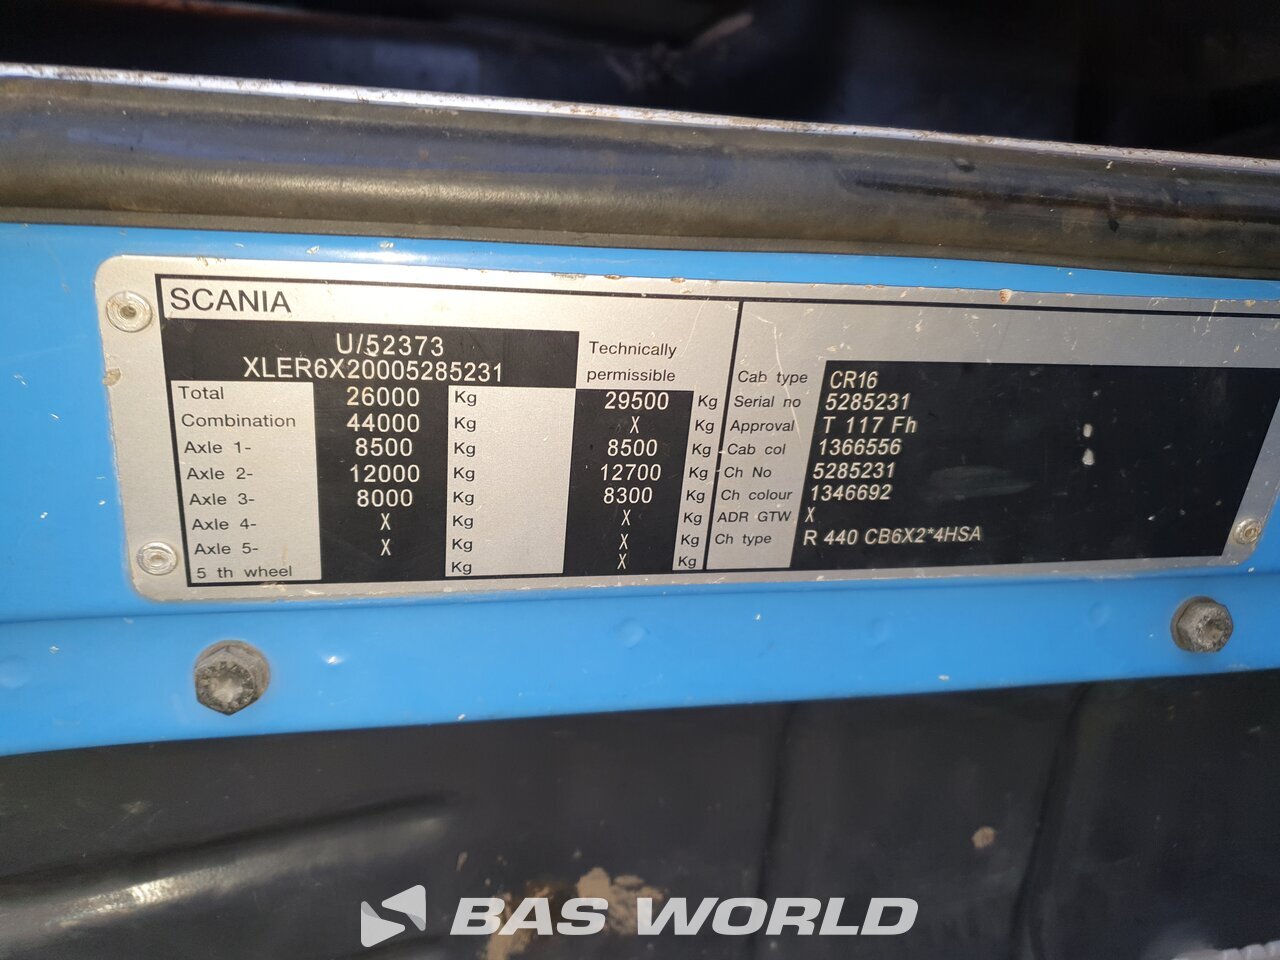 SCANIA
U/52373
XLER6X20005285231
Technically
permissible
Total 26000 Kg 29500 Kg
Combination 44000 Kg X Kg
Axle 1- 8500 Kg 8500 Kg
Axle 2- 12000 Kg 12700 Kg
Axle 3- 8000 Kg 8300 Kg
Axle 4- X Kg X Kg
Axle 5- X Kg X Kg
5 th wheel Kg X Kg
Cab type CR16
Serial no 5285231
Approval T 117 Fh
Cab col 1366556
Ch No 5285231
Ch colour 1346692
ADR GTW X
Ch type R 440 CB6X2*4HSA
BAS WORLD